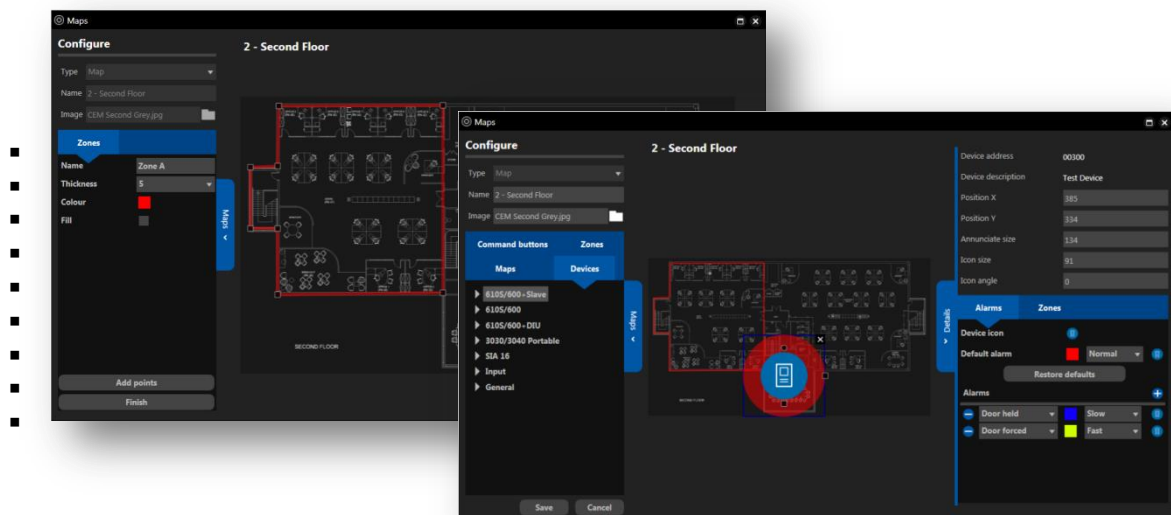 Maps
Configure
2 - Second Floor
Type Map
Name 2 - Second Floor
Image CEM Second Grey.jpg
Zones
Name Zone A
Thickness 5
Colour
Fill
Maps
SECOND FLOOR
Add points
Finish
Maps
Configure
2 - Second Floor
Type Map
Name 2 - Second Floor
Image CEM Second Grey.jpg
Command buttons Zones
Maps Devices
610S/600+Slave
610S/600
610S/600+DIU
3030/3040 Portable
SIA 16
Input
General
Save Cancel
Maps
Details
Device address 00300
Device description Test Device
Position X 385
Position Y 334
Annunciate size 134
Icon size 91
Icon angle 0
Alarms Zones
Device icon
Default alarm Normal
Restore defaults
Alarms
Door held Slow
Door forced Fast